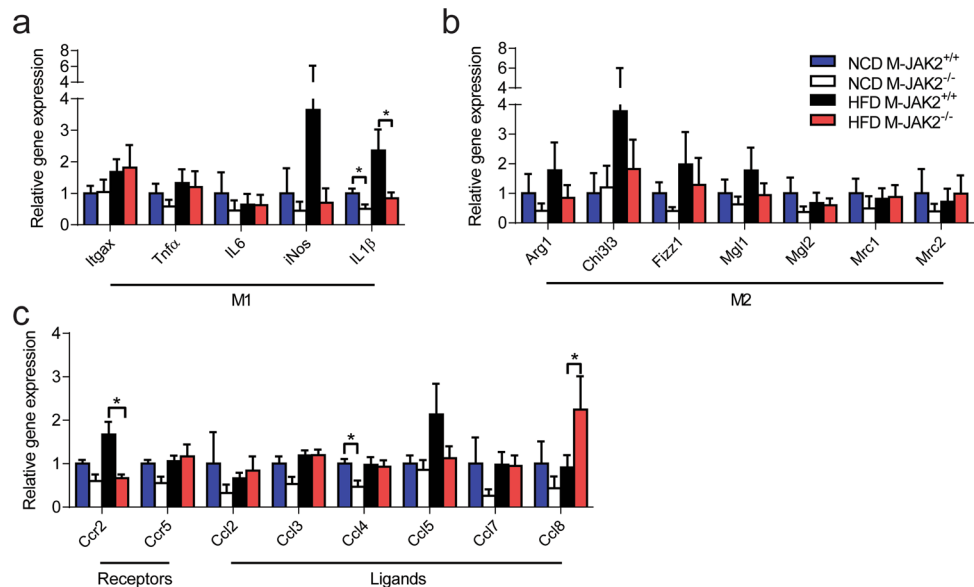 a
Relative gene expression
8
6
4
4
3
2
1
0
*
*
Itgax
Tnfα
IL6
iNos
IL1β
M1
b
Relative gene expression
8
6
4
4
2
0
NCD M-JAK2+/+
NCD M-JAK2-/-
HFD M-JAK2+/+
HFD M-JAK2-/-
Arg1
Chi3l3
Fizz1
Mgl1
Mgl2
Mrc1
Mrc2
M2
c
Relative gene expression
4
3
2
1
0
*
*
*
Ccr2
Ccr5
Ccl2
Ccl3
Ccl4
Ccl5
Ccl7
Ccl8
Receptors
Ligands